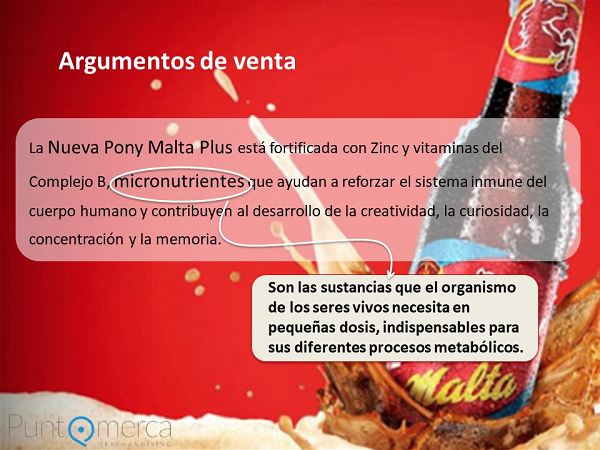 Argumentos de venta
La Nueva Pony Malta Plus está fortificada con Zinc y vitaminas del
Complejo B, micronutrientes que ayudan a reforzar el sistema inmune del
cuerpo humano y contribuyen al desarrollo de la creatividad, la curiosidad, la
concentración y la memoria.
Son las sustancias que el organismo
de los seres vivos necesita en
pequeñas dosis, indispensables para
sus diferentes procesos metabólicos.
Malta
Punt merca
MERCHANDISING